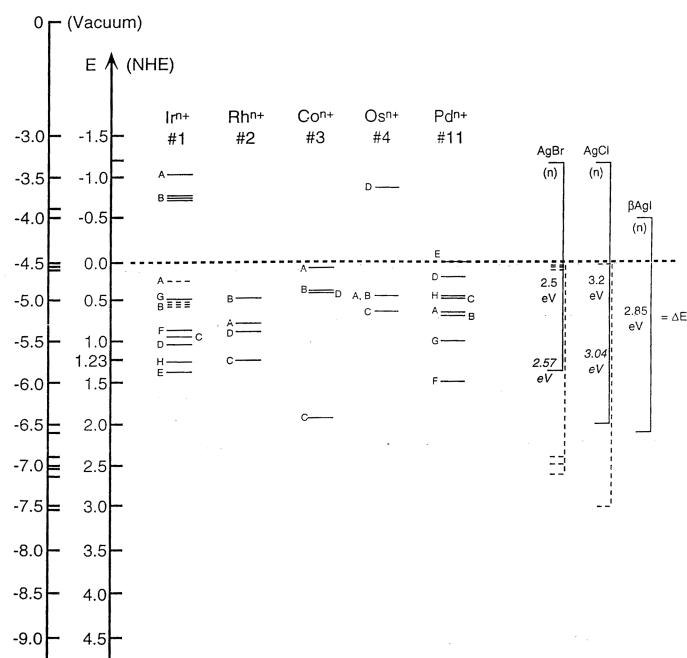 0 (Vacuum)
E (NHE)
Irn+ Rhn+ Con+ Osn+ Pdn+
#1 #2 #3 #4 #11
-3.0 -1.5
AgBr AgCl
(n) (n)
A
-3.5 -1.0
D
B
βAgI
(n)
-0.5
E
-4.5 0.0
A
D
A
2.5 eV
3.2 eV
G
B
B
B D
A, B
H C
-5.0 0.5
C
A B
2.85 eV
= ΔE
F
C
D
A
D
G
1.0
H
E
C
1.23
2.57 eV
3.04 eV
-5.5
F
-6.0 1.5
C
-6.5 2.0
-7.0 2.5
-7.5 3.0
-8.0 3.5
-8.5 4.0
-9.0 4.5